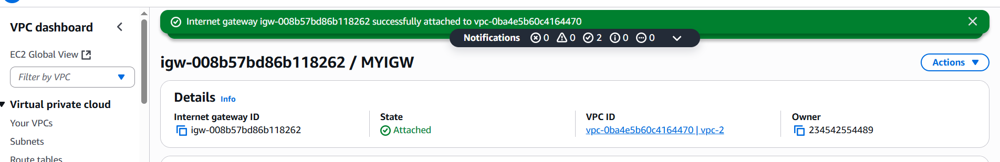 VPC dashboard
EC2 Global View
Filter by VPC
Virtual private cloud
Your VPCs
Subnets
Route tables
Internet gateway igw-008b57bd86b118262 successfully attached to vpc-0ba4e5b60c4164470
Notifications 0 0 2 0 0
igw-008b57bd86b118262 / MYIGW
Actions
Details Info
Internet gateway ID
igw-008b57bd86b118262
State
Attached
VPC ID
vpc-0ba4e5b60c4164470 | vpc-2
Owner
234542554489